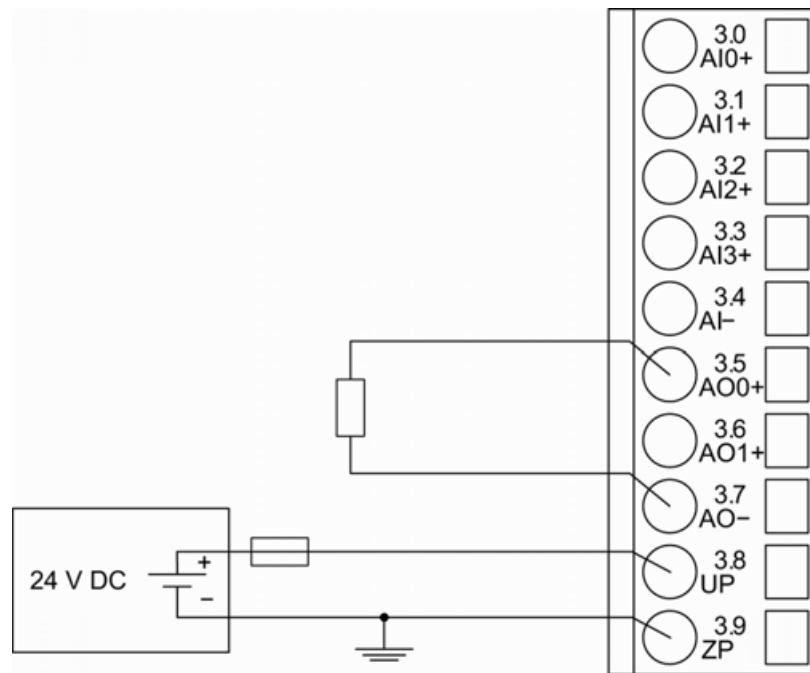 3.0
AI0+
3.1
AI1+
3.2
AI2+
3.3
AI3+
3.4
AI−
3.5
AO0+
3.6
AO1+
3.7
AO−
24 V DC
+
−
3.8
UP
3.9
ZP